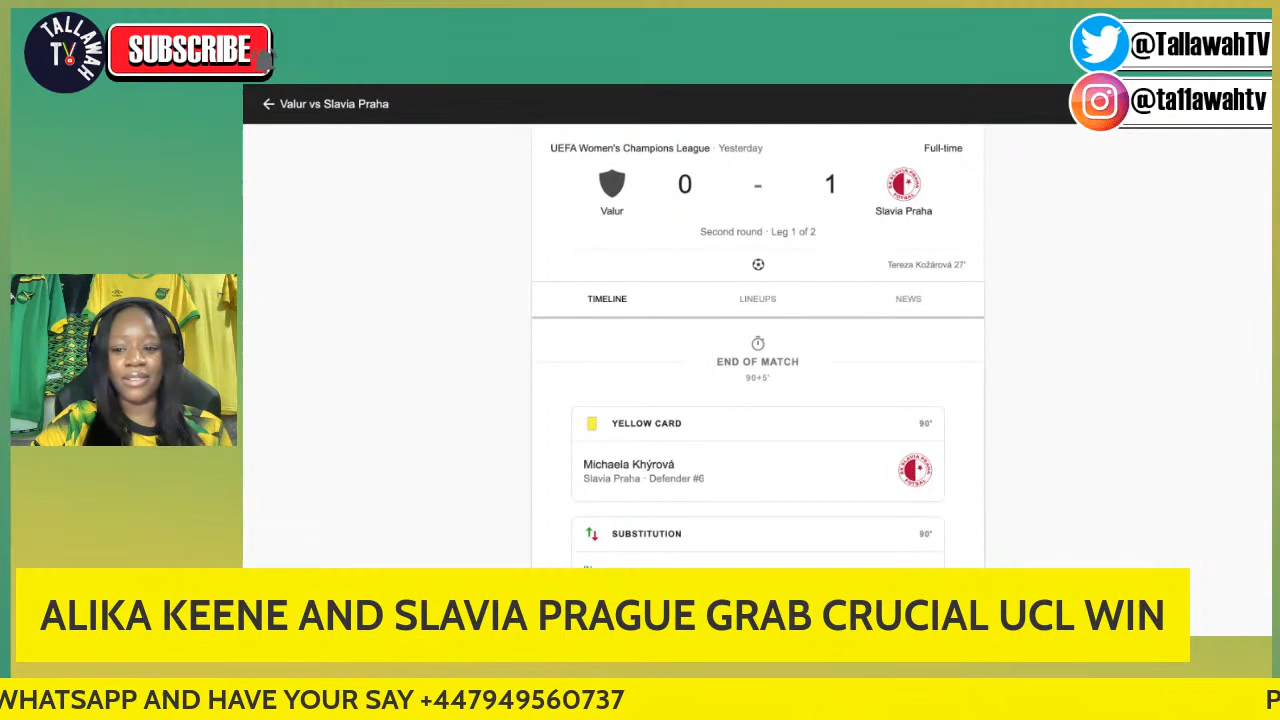 TALLAWAH
TV
SUBSCRIBE
@TallawahTV
@ta11awahtv
Valur vs Slavia Praha
UEFA Women's Champions League · Yesterday
Full-time
0 - 1
Valur
Slavia Praha
Second round · Leg 1 of 2
Tereza Kožárová 27'
TIMELINE
LINEUPS
NEWS
END OF MATCH
90+5'
YELLOW CARD
90'
Michaela Khýrová
Slavia Praha · Defender #6
SUBSTITUTION
90'
ALIKA KEENE AND SLAVIA PRAGUE GRAB CRUCIAL UCL WIN
WHATSAPP AND HAVE YOUR SAY +447949560737
P